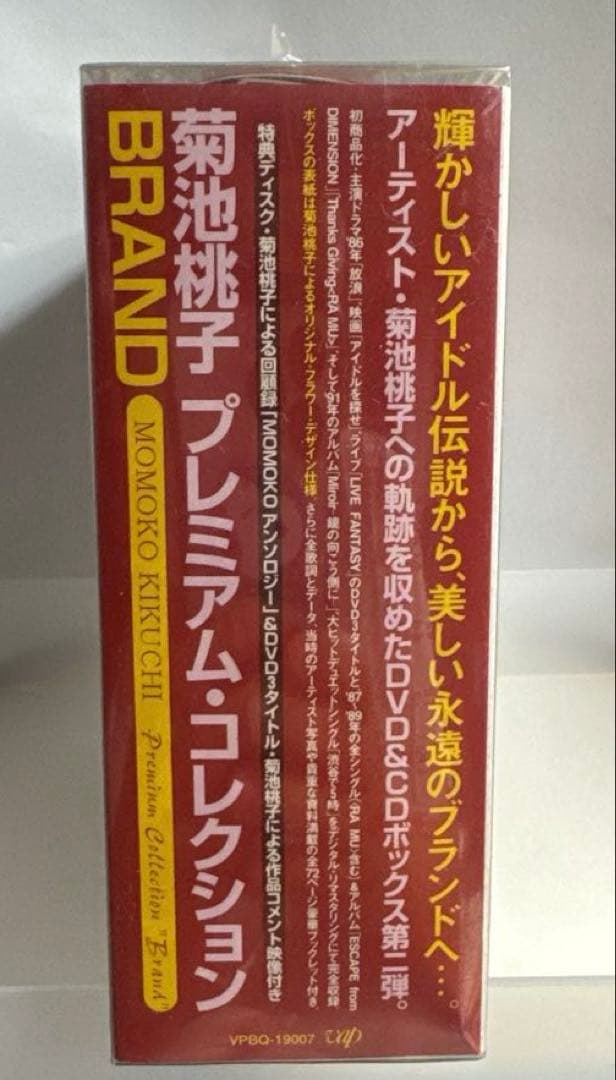 輝かしいアイドル伝説から、美しい永遠のブランドへ…。
アーティスト・菊池桃子への軌跡を収めたDVD&CDボックス第二弾。
初商品化・主演ドラマ'86年「放浪」、映画「アイドルを探せ」、ライブ「LIVE FANTASY」のDVD3タイトルと'87〜'89年の全シングル〈RA MU含む〉&アルバム「ESCAPE from
DIMENSION」「Thanks Giving〈RA MU〉」、そして'91年のアルバム「Miroir-鏡の向こう側に-」、大ヒットデュエットシングル「渋谷で5時」をデジタル・リマスタリングにて完全収録。
ボックスの表紙は菊池桃子によるオリジナル・フラワー・デザイン仕様。さらに全歌詞とデータ、当時のアーティスト写真や貴重な資料満載の全72ページ豪華ブックレット付き。
特典ディスク・菊池桃子による回顧録「MOMOKO アンソロジー」&DVD3タイトル・菊池桃子による作品コメント映像付き
菊池桃子 プレミアム・コレクション
BRAND MOMOKO KIKUCHI Premium Collection "Brand"
VPBQ-19007 vap